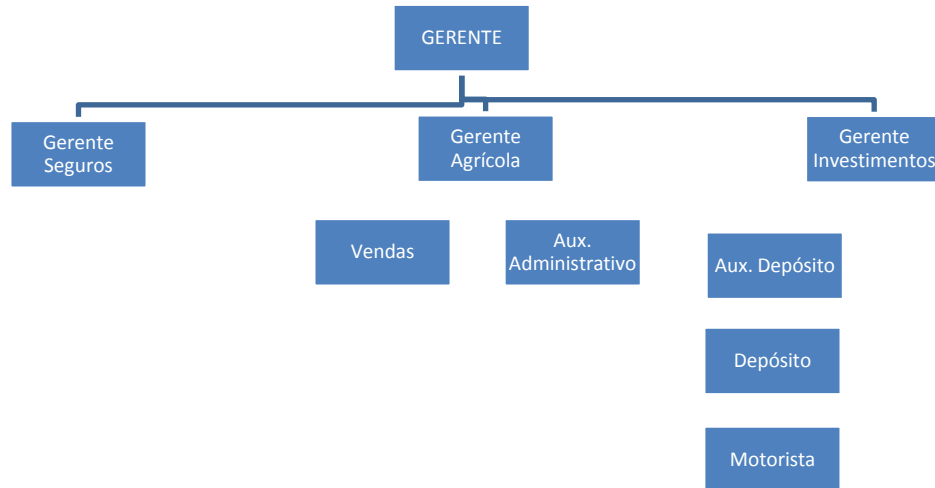 GERENTE
Gerente
Seguros
Gerente
Agrícola
Gerente
Investimentos
Vendas
Aux.
Administrativo
Aux. Depósito
Depósito
Motorista